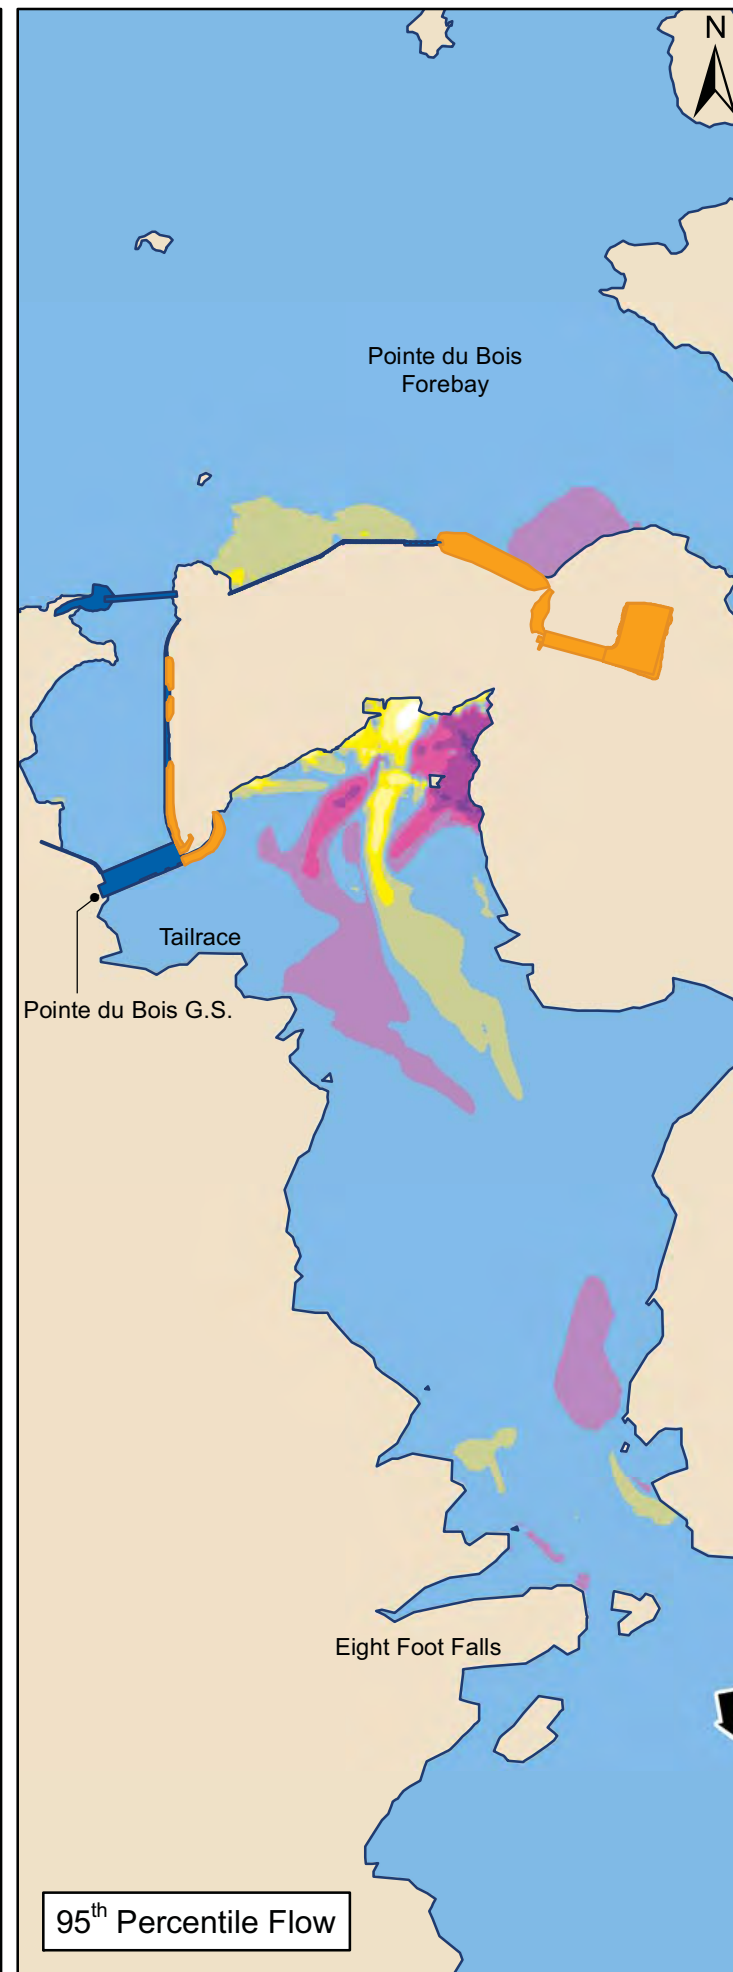 N
Pointe du Bois
Forebay
Tailrace
Pointe du Bois G.S.
Eight Foot Falls
95th Percentile Flow